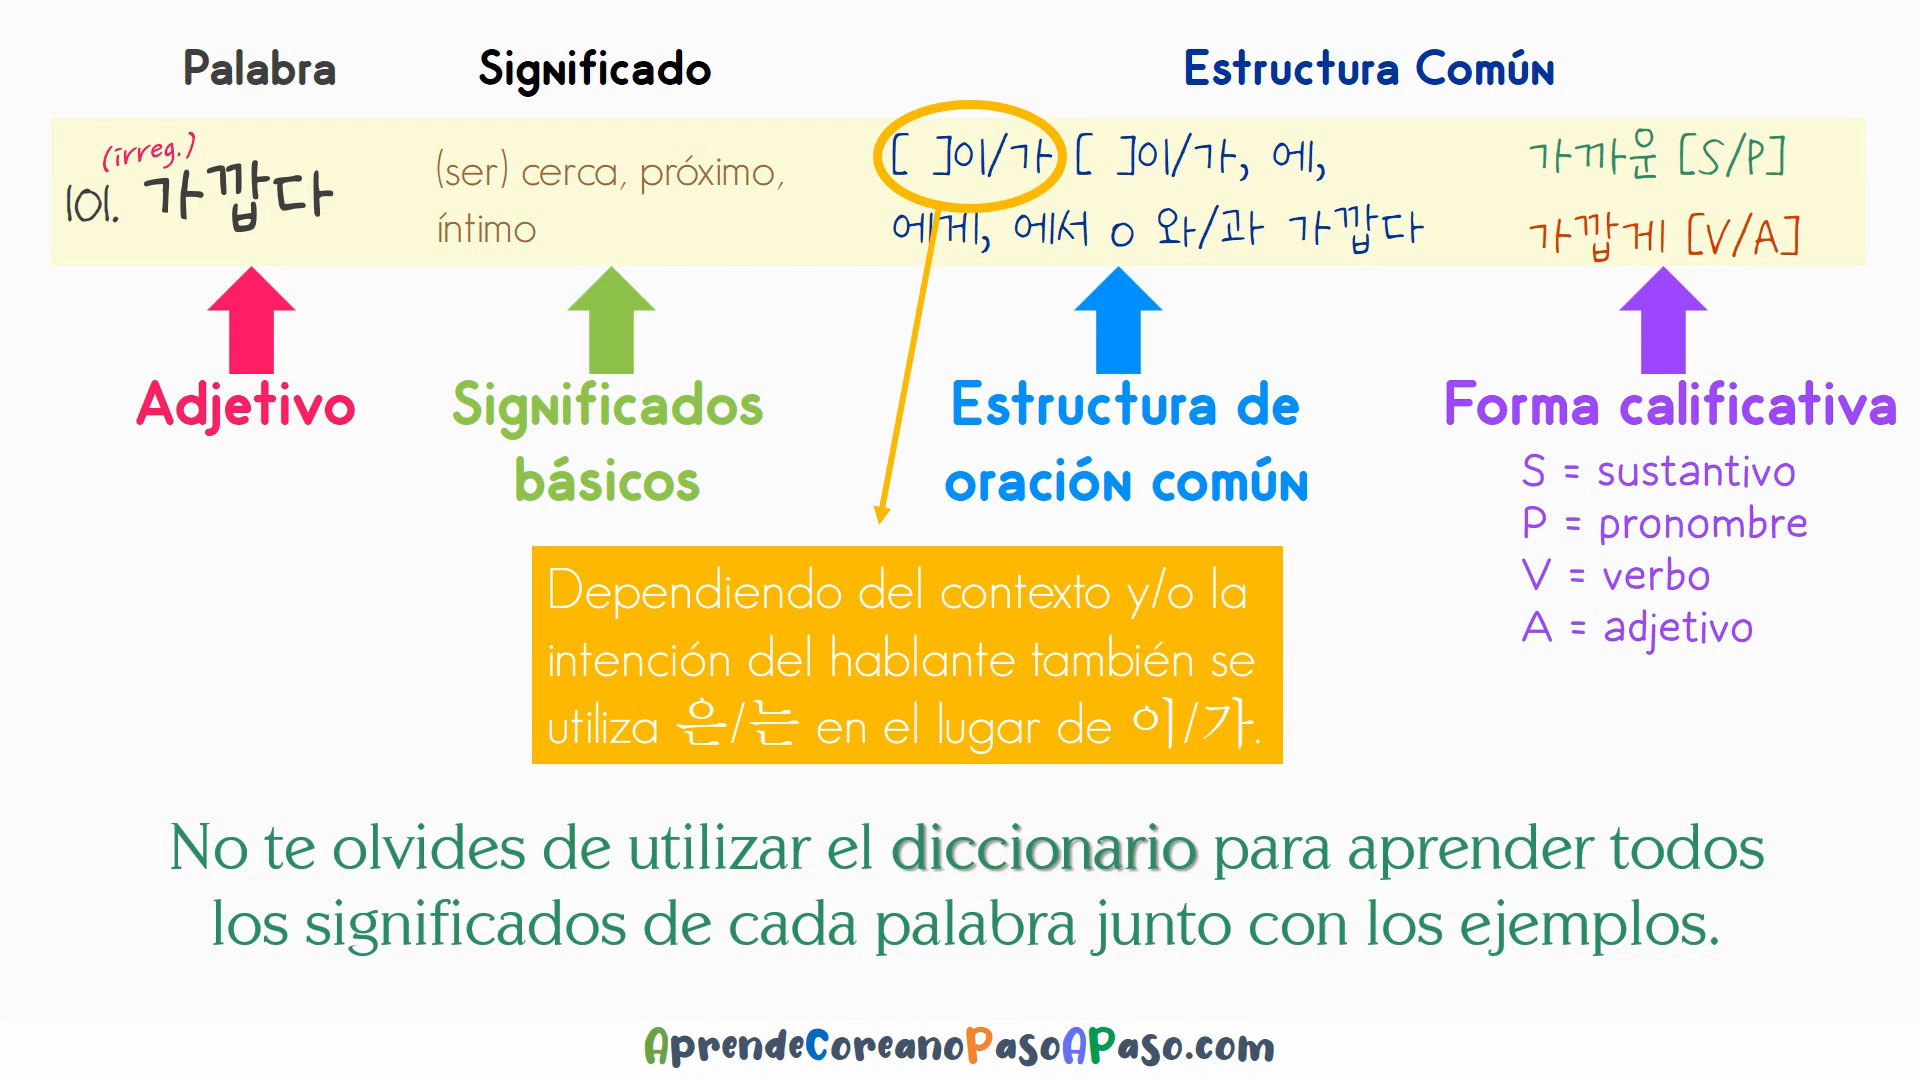 Palabra
Significado
Estructura Común
(irreg.)
101. 가깝다
(ser) cerca, próximo,
íntimo
[ ]이/가 [ ]이/가, 에,
에게, 에서 o 와/과 가깝다
가까운 [S/P]
가깝게 [V/A]
Adjetivo
Significados
básicos
Estructura de
oración común
Forma calificativa
S = sustantivo
P = pronombre
V = verbo
A = adjetivo
Dependiendo del contexto y/o la
intención del hablante también se
utiliza 은/는 en el lugar de 이/가.
No te olvides de utilizar el diccionario para aprender todos
los significados de cada palabra junto con los ejemplos.
AprendeCoreanoPasoAPaso.com